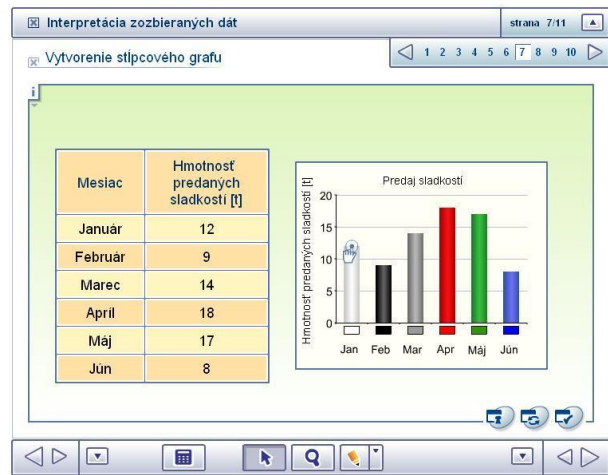 Interpretácia zozbieraných dát
strana 7/11
Vytvorenie stĺpcového grafu
1 2 3 4 5 6 7 8 9 10
i
Mesiac
Hmotnosť
predaných
sladkostí [t]
Január 12
Február 9
Marec 14
Apríl 18
Máj 17
Jún 8
Predaj sladkostí
Hmotnosť predaných sladkostí [t]
20
15
10
5
0
Jan Feb Mar Apr Máj Jún